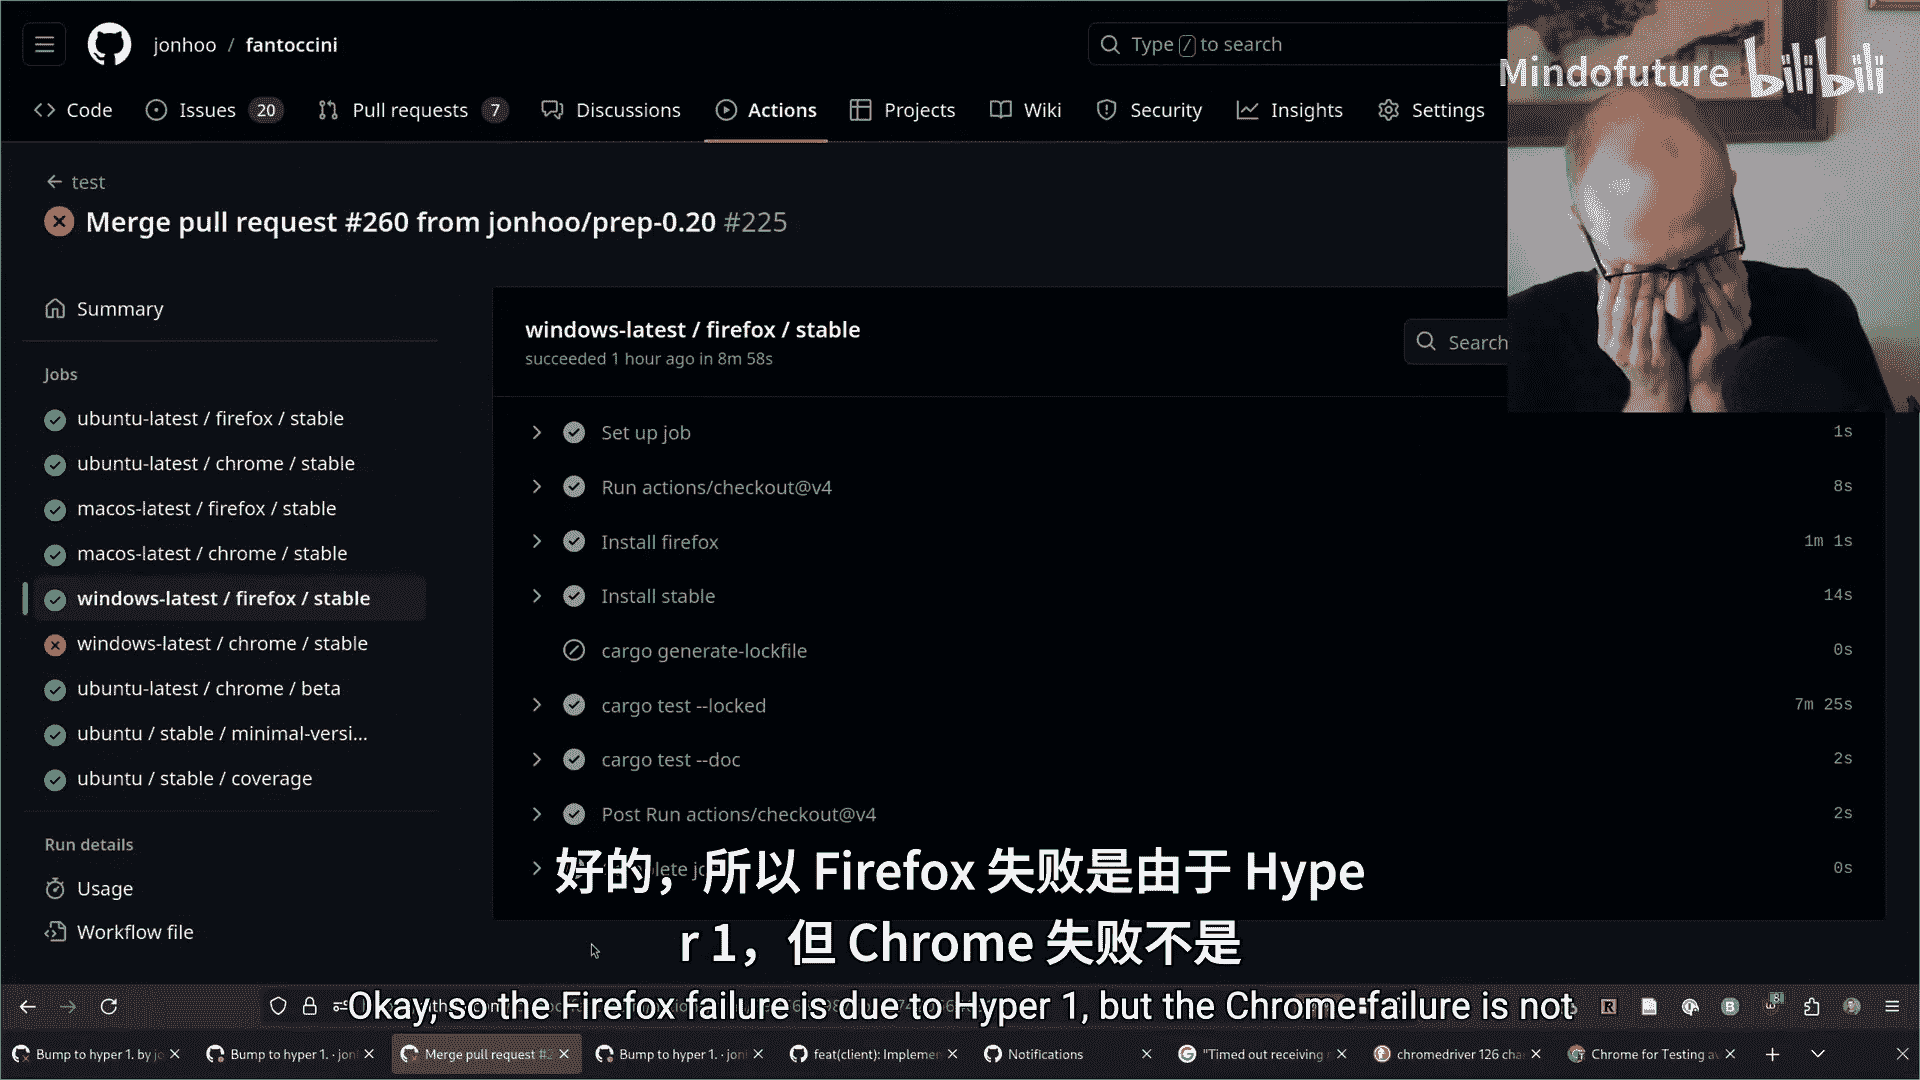 jonhoo / fantoccini
Type / to search
Mindofuture bilibili
Code
Issues 20
Pull requests 7
Discussions
Actions
Projects
Wiki
Security
Insights
Settings
test
Merge pull request #260 from jonhoo/prep-0.20 #225
Summary
Jobs
ubuntu-latest / firefox / stable
ubuntu-latest / chrome / stable
macos-latest / firefox / stable
macos-latest / chrome / stable
windows-latest / firefox / stable
windows-latest / chrome / stable
ubuntu-latest / chrome / beta
ubuntu / stable / minimal-versi...
ubuntu / stable / coverage
Run details
Usage
Workflow file
windows-latest / firefox / stable
succeeded 1 hour ago in 8m 58s
Search
Set up job 1s
Run actions/checkout@v4 8s
Install firefox 1m 1s
Install stable 14s
cargo generate-lockfile 0s
cargo test --locked 7m 25s
cargo test --doc 2s
Post Run actions/checkout@v4 2s
0s
好的，所以 Firefox 失败是由于 Hype
r 1，但 Chrome 失败不是
Okay, so the Firefox failure is due to Hyper 1, but the Chrome failure is not
Bump to hyper 1. by jo
Bump to hyper 1. · jonl
Merge pull request #2
Bump to hyper 1. · jonl
feat(client): Implemen
Notifications
"Timed out receiving
chromedriver 126 cha
Chrome for Testing a